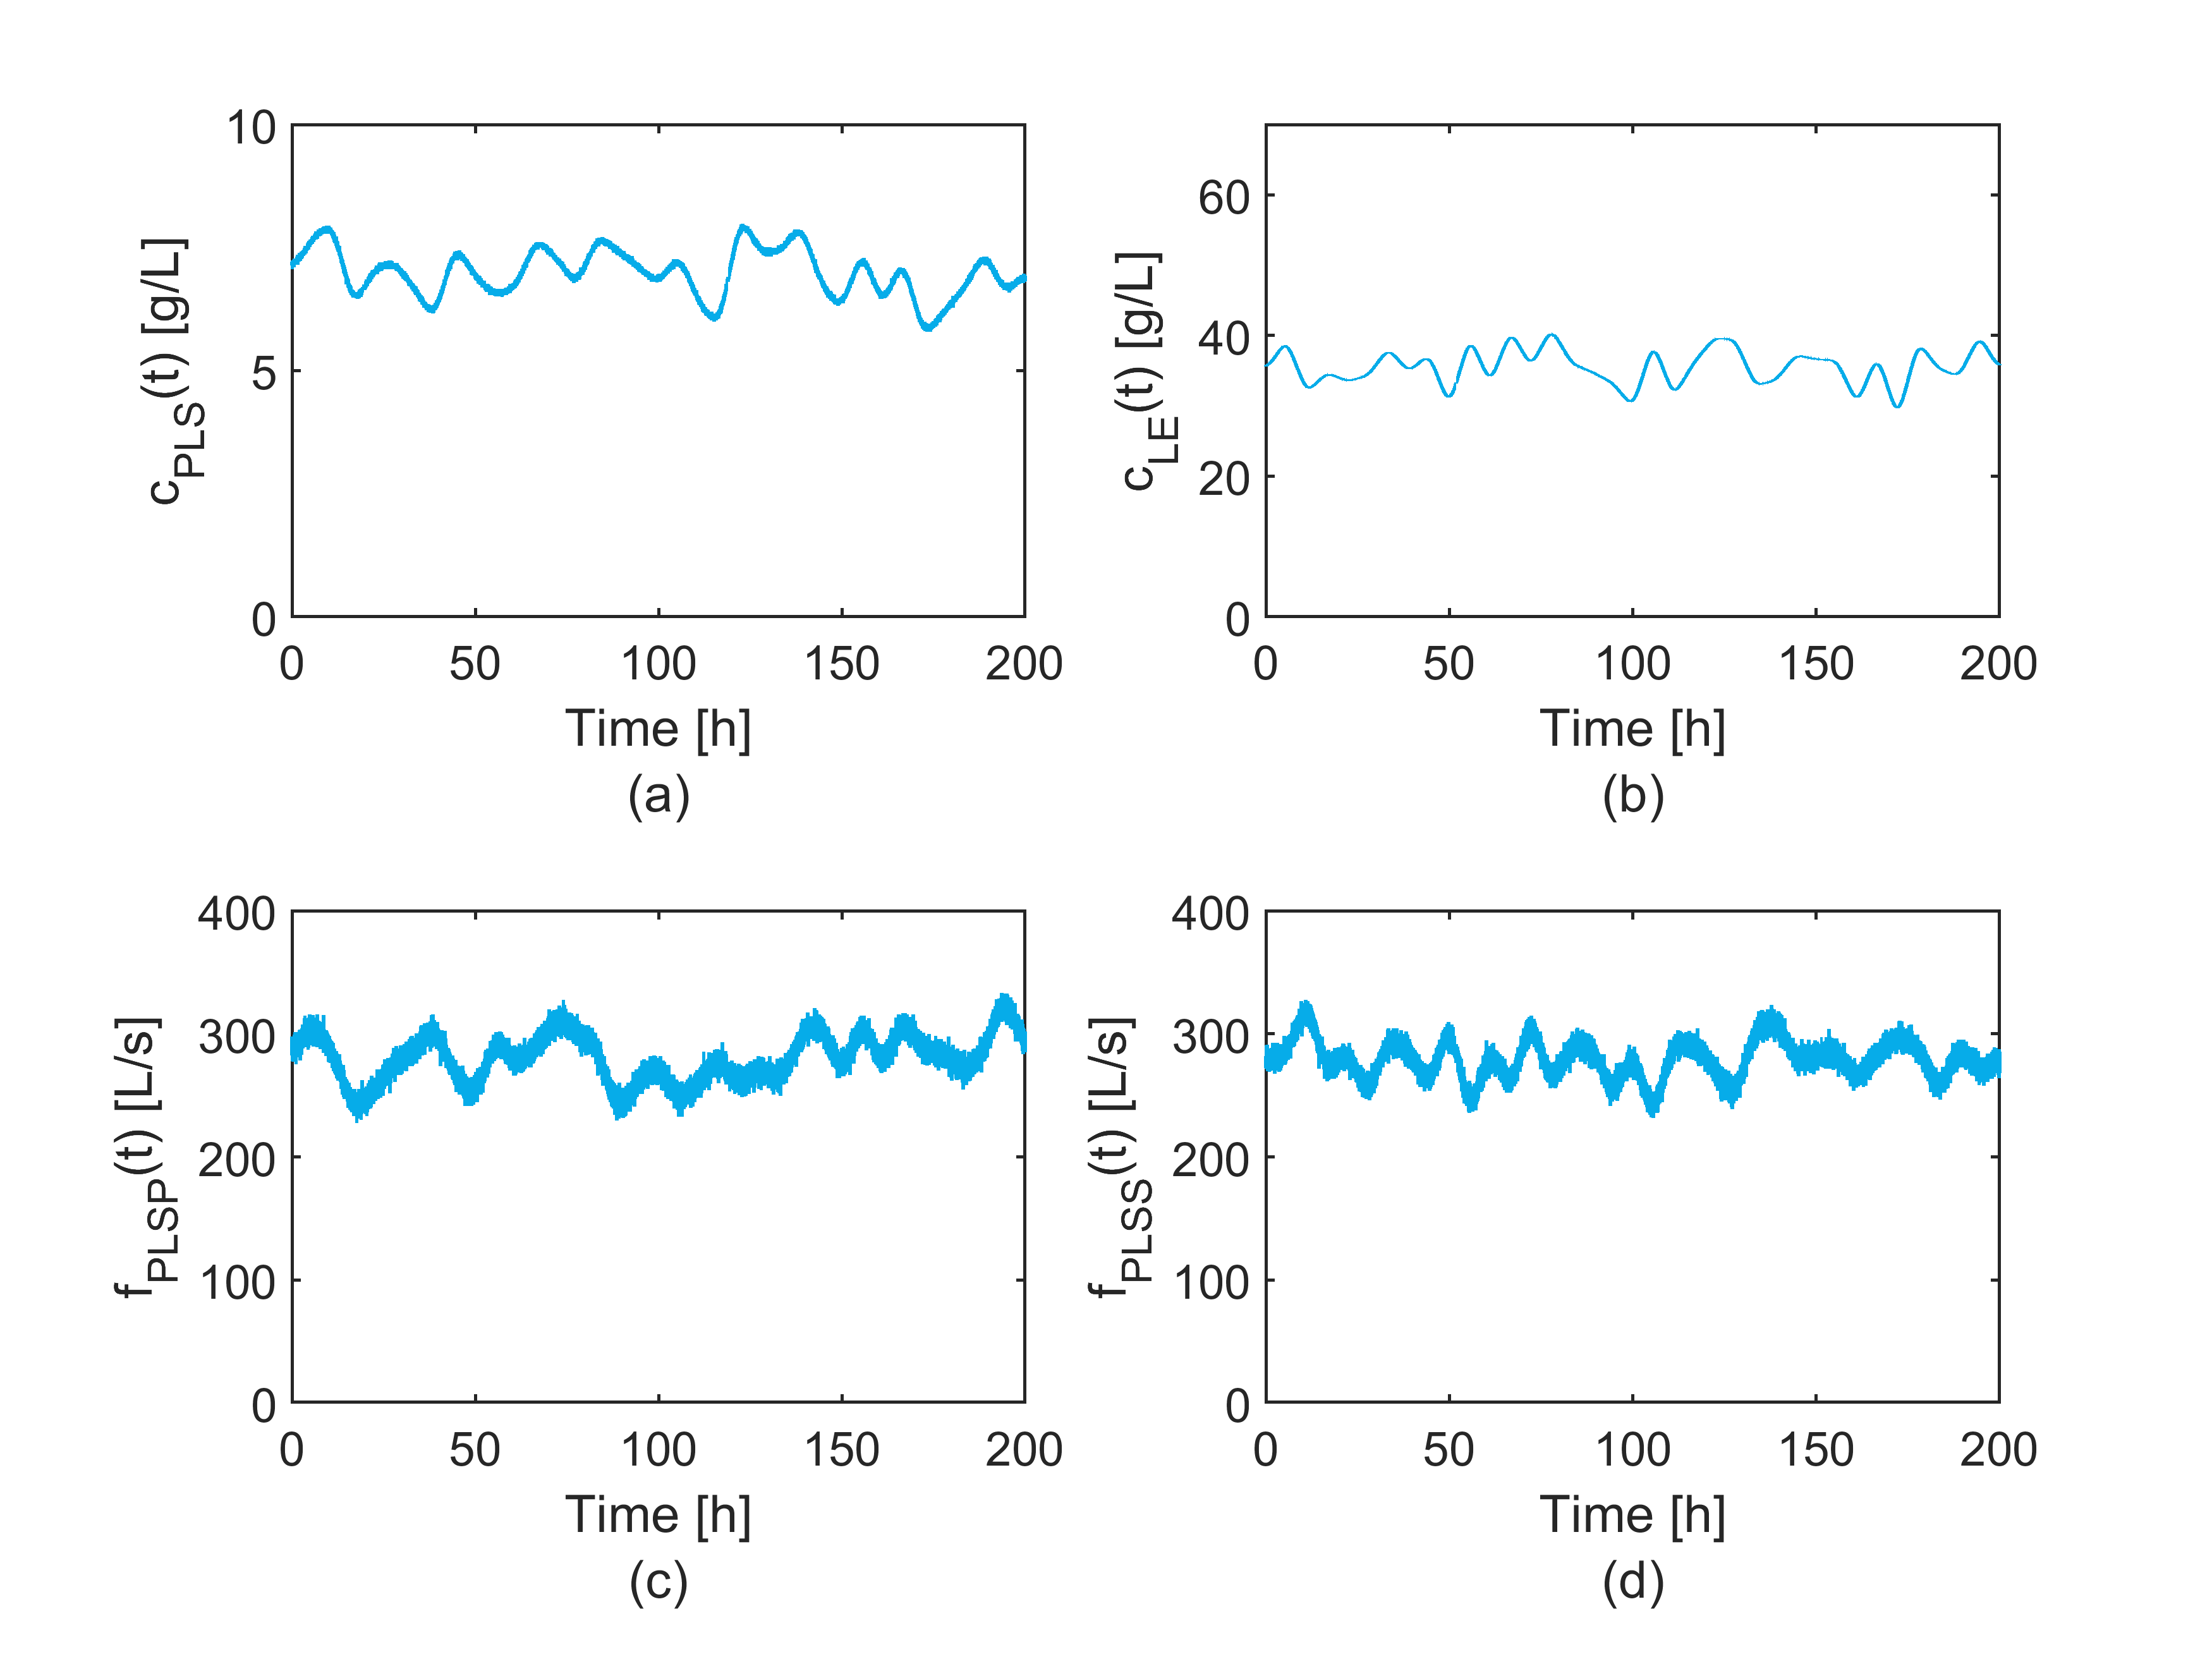 10
5
0
c_PLS(t) [g/L]
0 50 100 150 200
Time [h]
(a)
60
40
20
0
c_LE(t) [g/L]
0 50 100 150 200
Time [h]
(b)
400
300
200
100
0
f_PLSP(t) [L/s]
0 50 100 150 200
Time [h]
(c)
400
300
200
100
0
f_PLSS(t) [L/s]
0 50 100 150 200
Time [h]
(d)